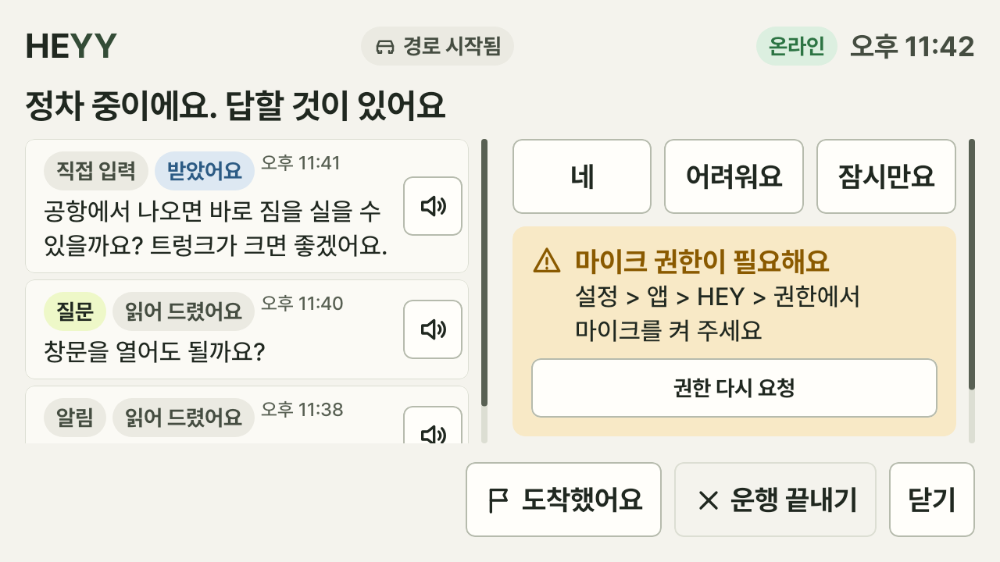 HEYY
경로 시작됨
온라인
오후 11:42
정차 중이에요. 답할 것이 있어요
직접 입력
받았어요
오후 11:41
공항에서 나오면 바로 짐을 실을 수
있을까요? 트렁크가 크면 좋겠어요.
질문
읽어 드렸어요
오후 11:40
창문을 열어도 될까요?
알림
읽어 드렸어요
오후 11:38
네
어려워요
잠시만요
마이크 권한이 필요해요
설정 > 앱 > HEY > 권한에서
마이크를 켜 주세요
권한 다시 요청
도착했어요
운행 끝내기
닫기